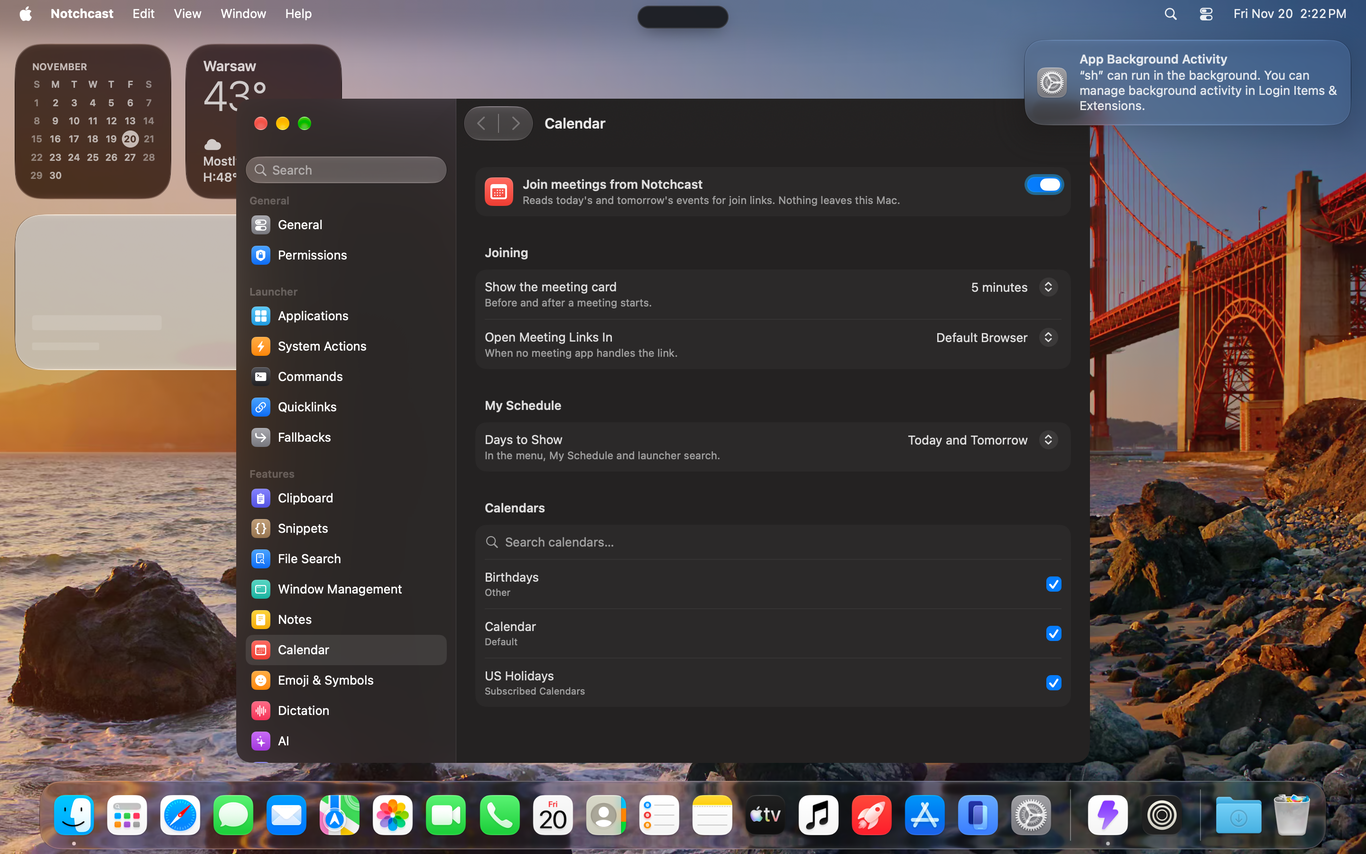 Notchcast Edit View Window Help
Fri Nov 20 2:22 PM
NOVEMBER
S M T W T F S
1 2 3 4 5 6 7
8 9 10 11 12 13 14
15 16 17 18 19 20 21
22 23 24 25 26 27 28
29 30
Warsaw
43°
H:48°
App Background Activity
“sh” can run in the background. You can
manage background activity in Login Items &
Extensions.
Search
General
General
Permissions
Launcher
Applications
System Actions
Commands
Quicklinks
Fallbacks
Features
Clipboard
Snippets
File Search
Window Management
Notes
Calendar
Emoji & Symbols
Dictation
AI
Calendar
Join meetings from Notchcast
Reads today's and tomorrow's events for join links. Nothing leaves this Mac.
Joining
Show the meeting card
5 minutes
Before and after a meeting starts.
Open Meeting Links In
Default Browser
When no meeting app handles the link.
My Schedule
Days to Show
Today and Tomorrow
In the menu, My Schedule and launcher search.
Calendars
Search calendars...
Birthdays
Other
Calendar
Default
US Holidays
Subscribed Calendars
Fri
20
tv